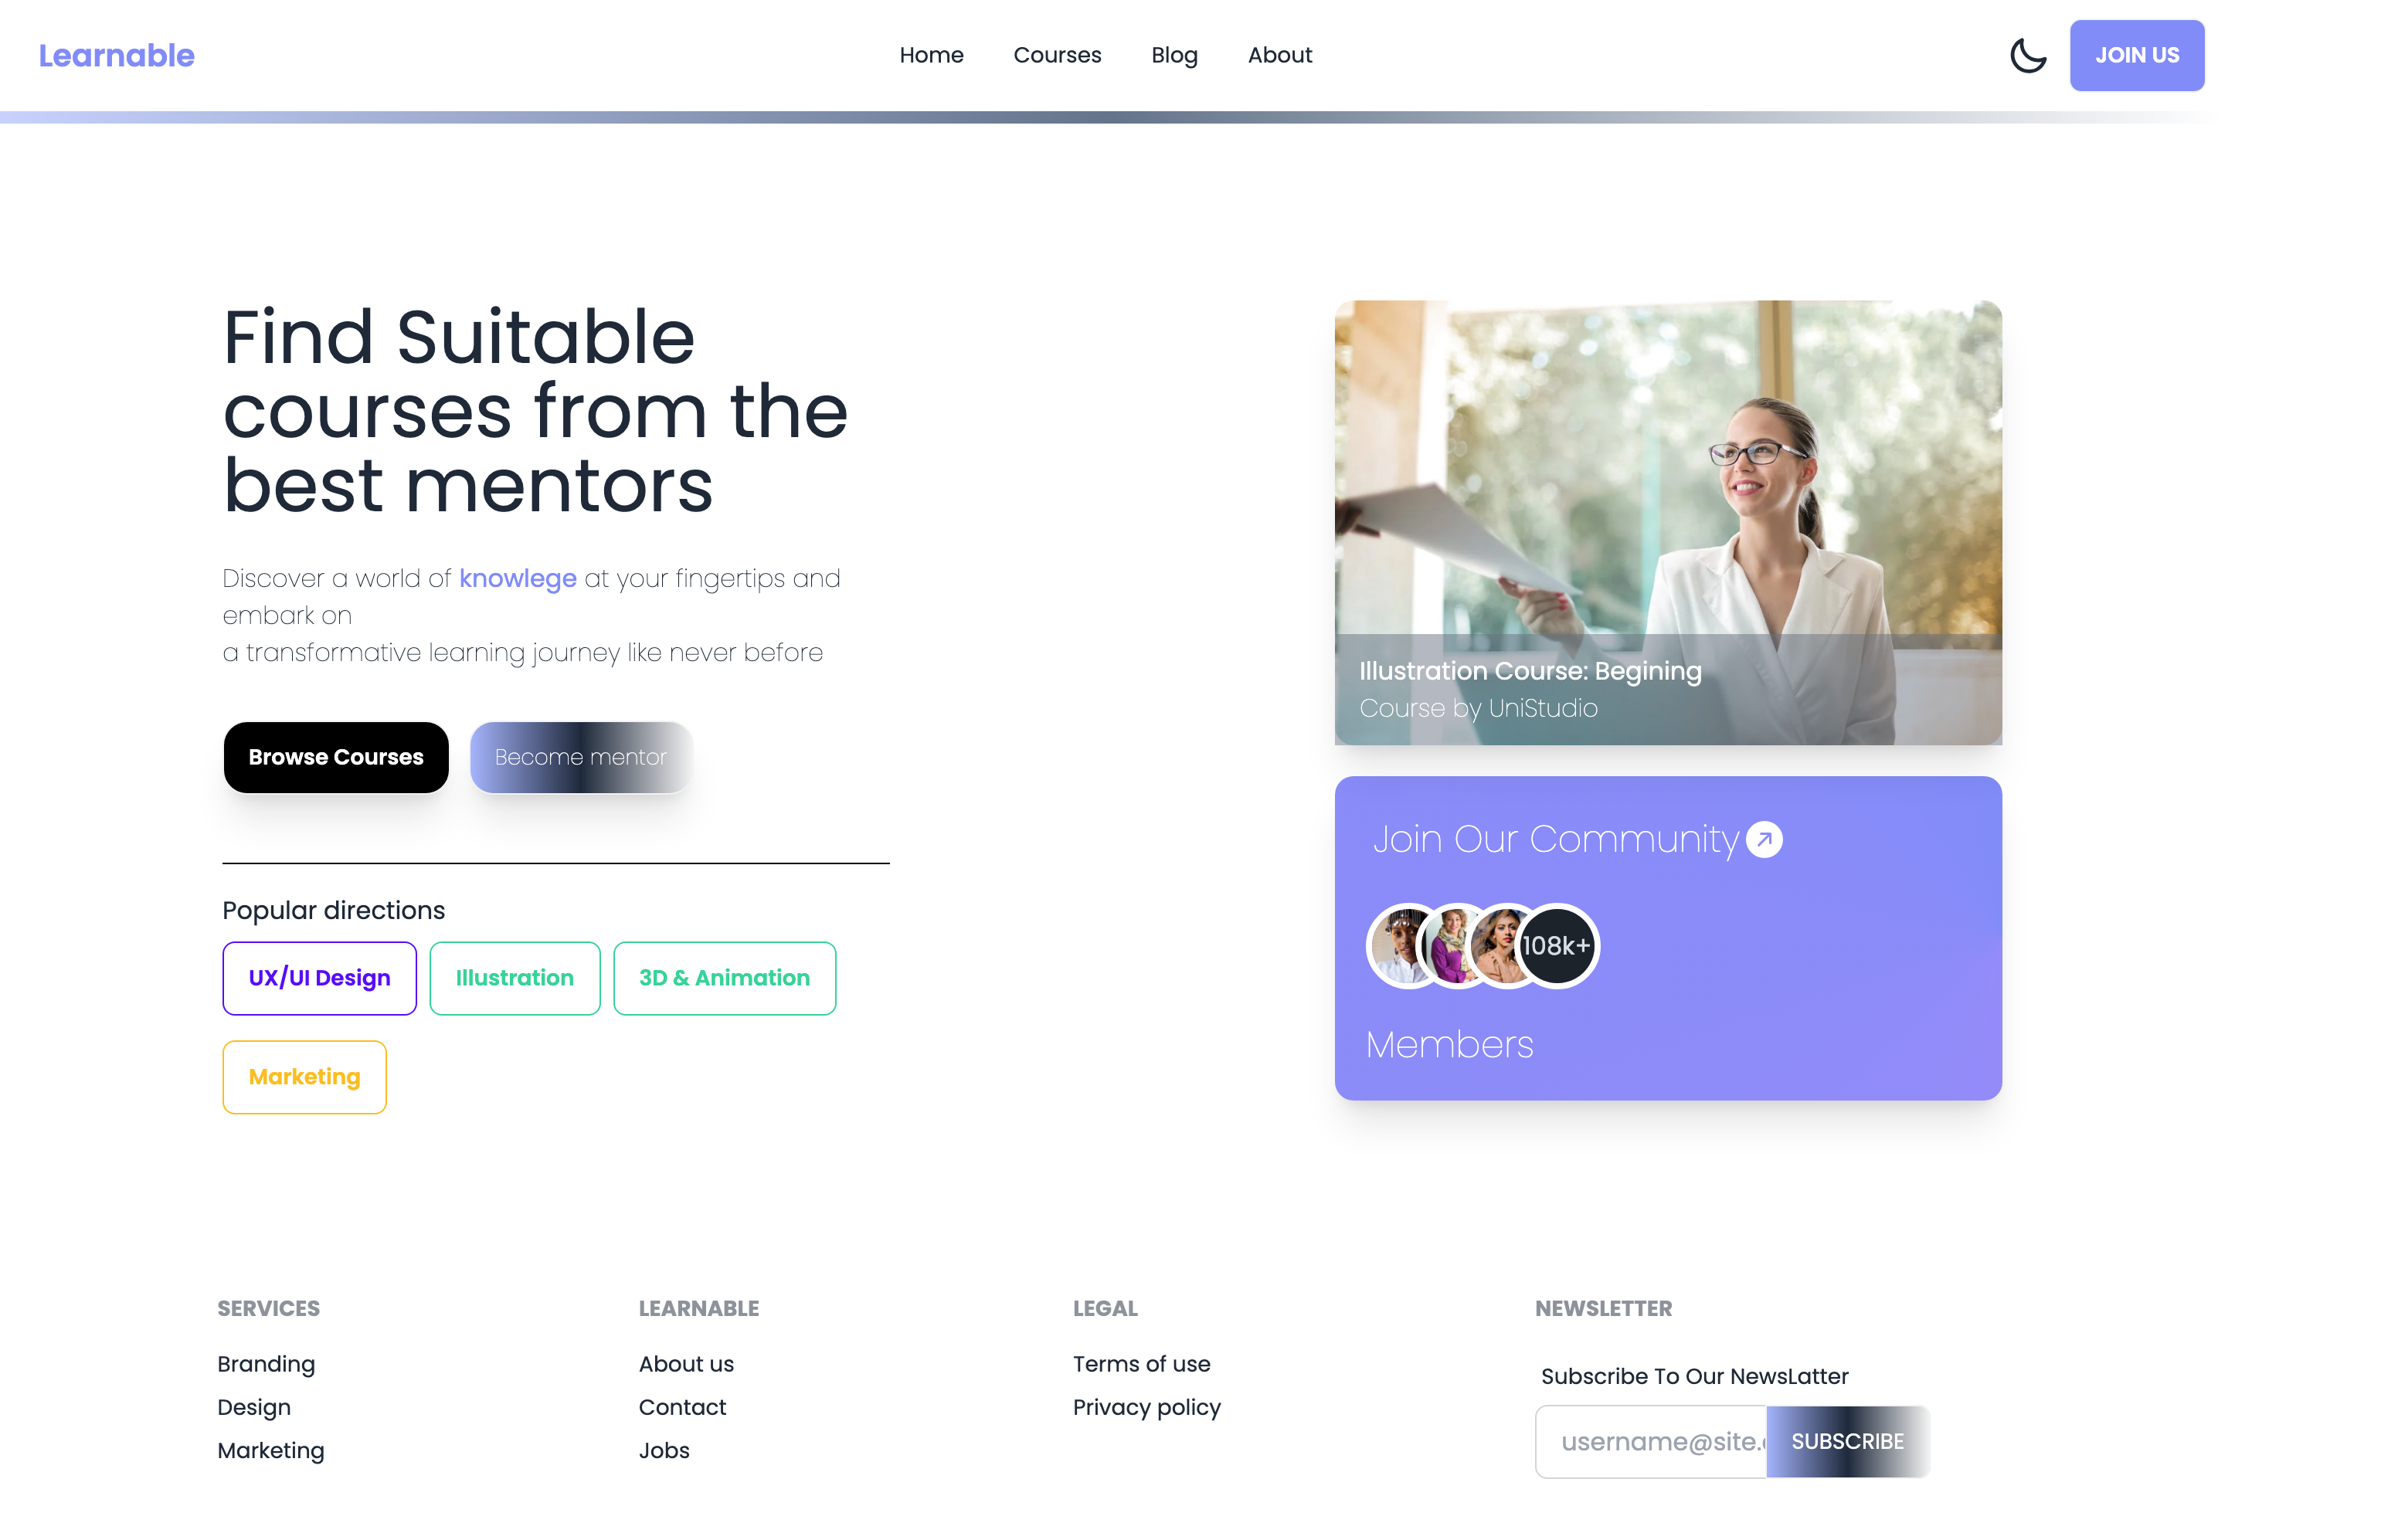 Learnable
Home
Courses
Blog
About
JOIN US
Find Suitable
courses from the
best mentors
Discover a world of knowlege at your fingertips and
embark on
a transformative learning journey like never before
Browse Courses
Become mentor
Popular directions
UX/UI Design
Illustration
3D & Animation
Marketing
Illustration Course: Begining
Course by UniStudio
Join Our Community
108k+
Members
SERVICES
Branding
Design
Marketing
LEARNABLE
About us
Contact
Jobs
LEGAL
Terms of use
Privacy policy
NEWSLETTER
Subscribe To Our NewsLatter
username@site.
SUBSCRIBE